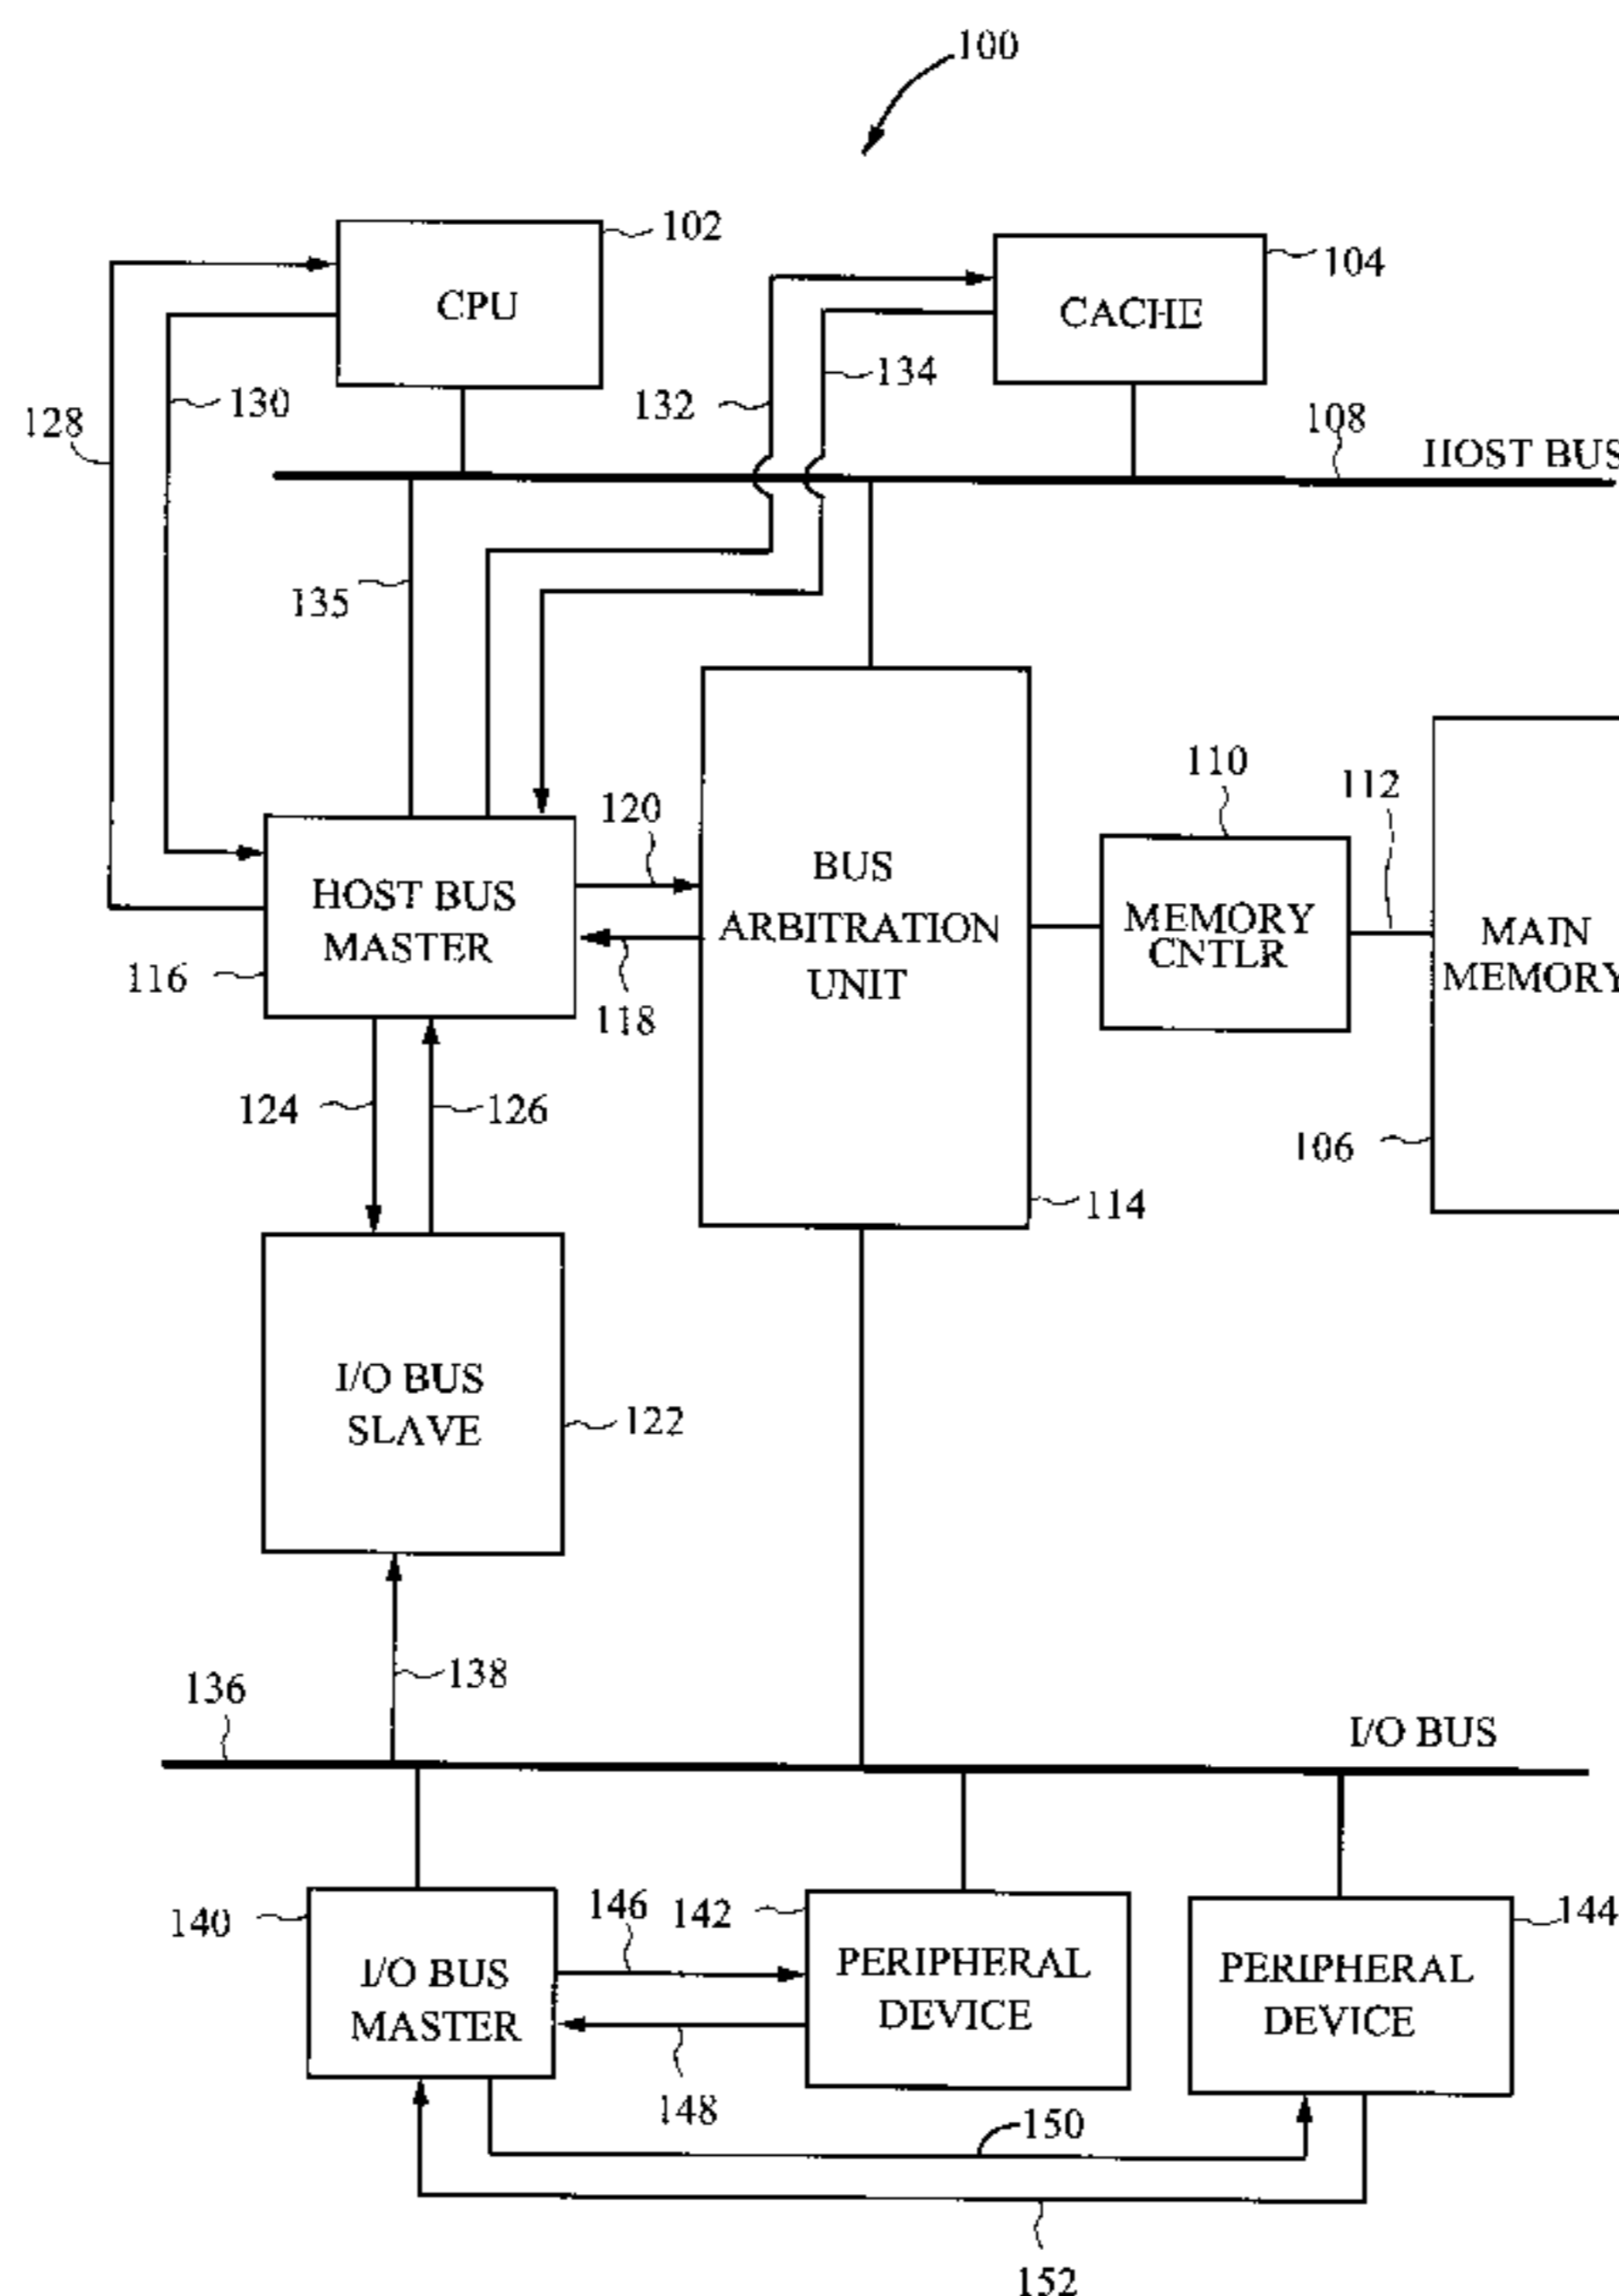 100
102
CPU
104
CACHE
134
132
130
128
108
HOST BUS
135
110
112
120
BUS
ARBITRATION
UNIT
HOST BUS
MASTER
MEMORY
CNTLR
MAIN
MEMORY
116
118
124
126
106
114
I/O BUS
SLAVE
122
138
136
I/O BUS
140
146
142
144
I/O BUS
MASTER
PERIPHERAL
DEVICE
PERIPHERAL
DEVICE
148
150
152